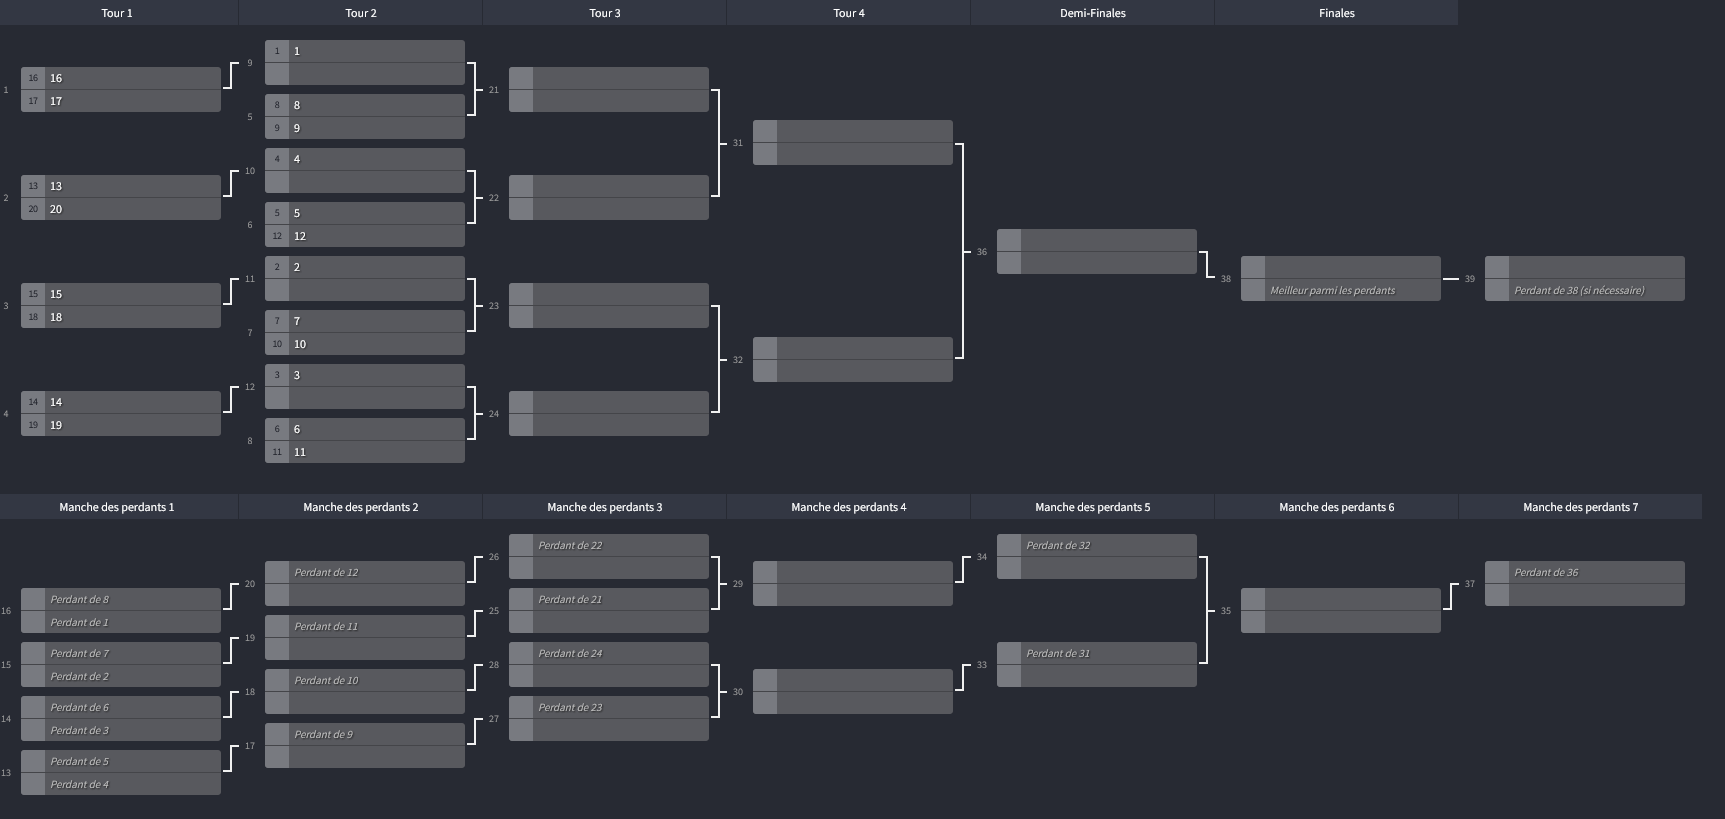 Tour 1 Tour 2 Tour 3 Tour 4 Demi-Finales Finales
1 16 16
17 17
2 13 13
20 20
3 15 15
18 18
4 14 14
19 19
9 1 1
5 8 8
9 9
10 4 4
6 5 5
12 12
11 2 2
7 7 7
10 10
12 3 3
8 6 6
11 11
21
22
23
24
31
32
36
38 Meilleur parmi les perdants
39 Perdant de 38 (si nécessaire)
Manche des perdants 1 Manche des perdants 2 Manche des perdants 3 Manche des perdants 4 Manche des perdants 5 Manche des perdants 6 Manche des perdants 7
16 Perdant de 8
Perdant de 1
15 Perdant de 7
Perdant de 2
14 Perdant de 6
Perdant de 3
13 Perdant de 5
Perdant de 4
20 Perdant de 12
19 Perdant de 11
18 Perdant de 10
17 Perdant de 9
26 Perdant de 22
25 Perdant de 21
28 Perdant de 24
27 Perdant de 23
29
30
34 Perdant de 32
33 Perdant de 31
35
37 Perdant de 36